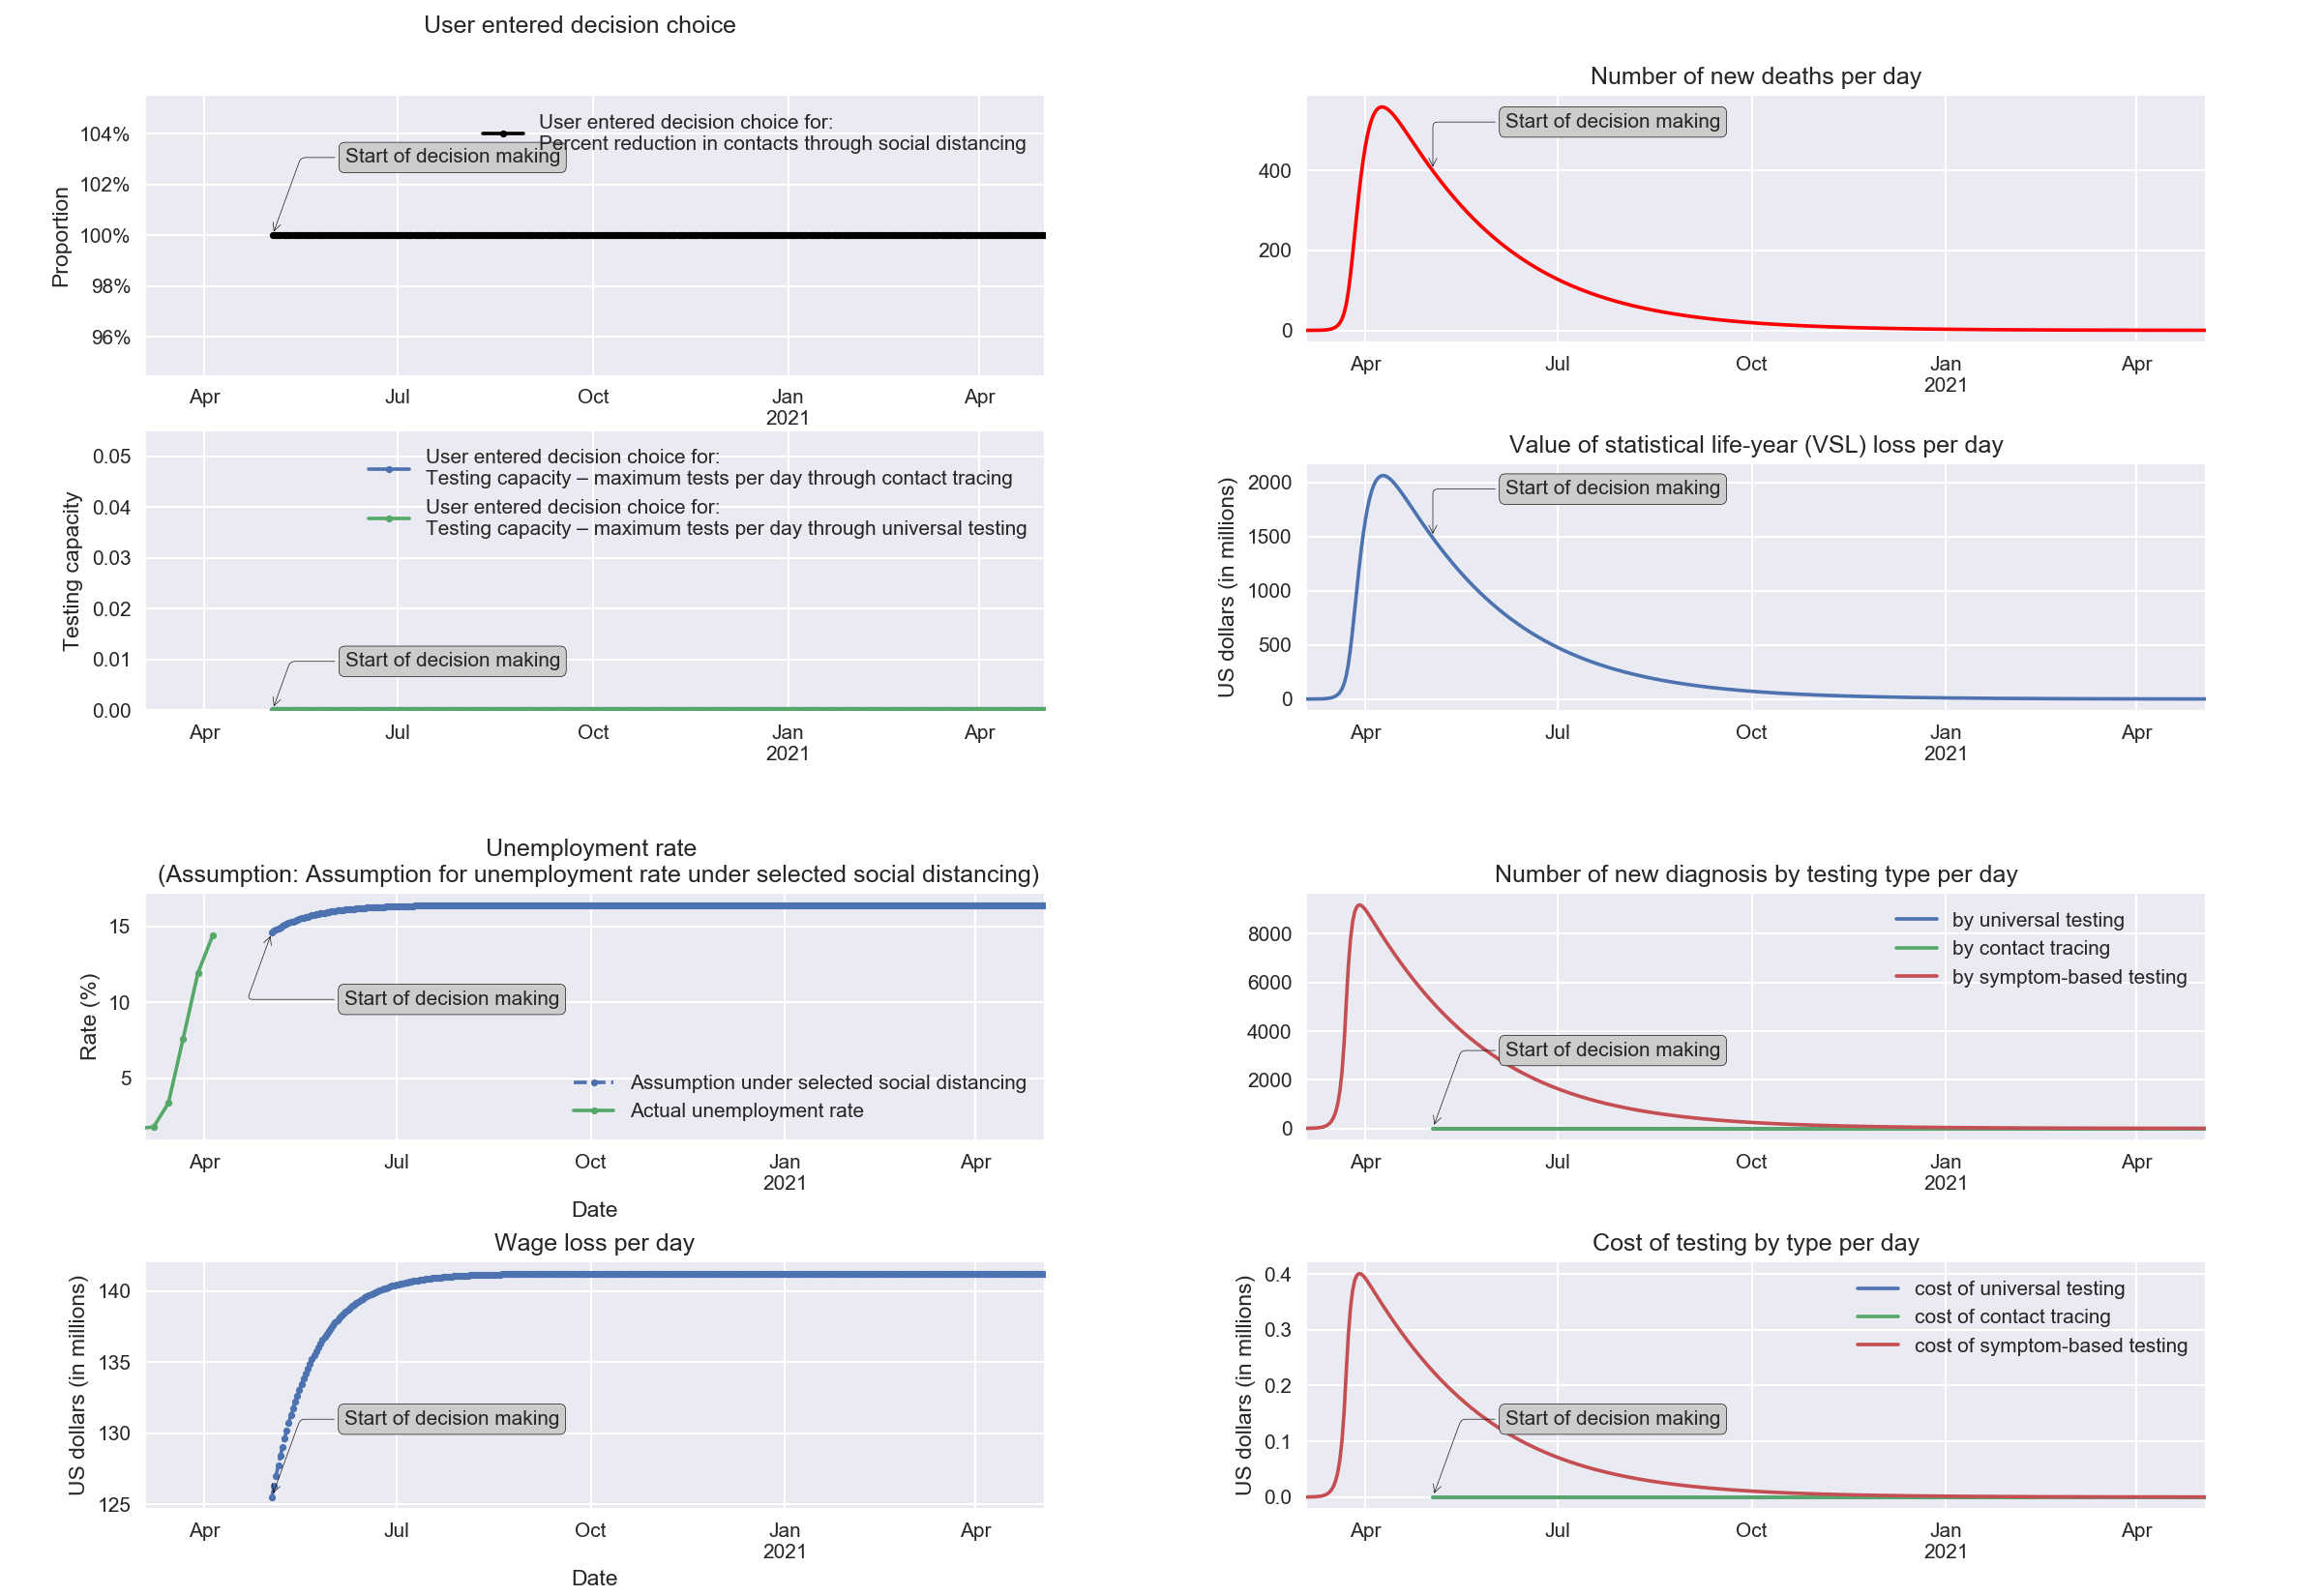 User entered decision choice
104%
102%
100%
98%
96%
Proportion
User entered decision choice for:
Percent reduction in contacts through social distancing
Start of decision making
Apr
Jul
Oct
Jan
2021
Apr
0.05
0.04
0.03
0.02
0.01
0.00
Testing capacity
User entered decision choice for:
Testing capacity – maximum tests per day through contact tracing
User entered decision choice for:
Testing capacity – maximum tests per day through universal testing
Start of decision making
Apr
Jul
Oct
Jan
2021
Apr
Unemployment rate
(Assumption: Assumption for unemployment rate under selected social distancing)
15
10
5
Rate (%)
Start of decision making
Assumption under selected social distancing
Actual unemployment rate
Apr
Jul
Oct
Jan
2021
Apr
Date
Wage loss per day
140
135
130
125
US dollars (in millions)
Start of decision making
Apr
Jul
Oct
Jan
2021
Apr
Date
Number of new deaths per day
400
200
0
Start of decision making
Apr
Jul
Oct
Jan
2021
Apr
Value of statistical life-year (VSL) loss per day
2000
1500
1000
500
0
US dollars (in millions)
Start of decision making
Apr
Jul
Oct
Jan
2021
Apr
Number of new diagnosis by testing type per day
8000
6000
4000
2000
0
by universal testing
by contact tracing
by symptom-based testing
Start of decision making
Apr
Jul
Oct
Jan
2021
Apr
Cost of testing by type per day
0.4
0.3
0.2
0.1
0.0
US dollars (in millions)
cost of universal testing
cost of contact tracing
cost of symptom-based testing
Start of decision making
Apr
Jul
Oct
Jan
2021
Apr